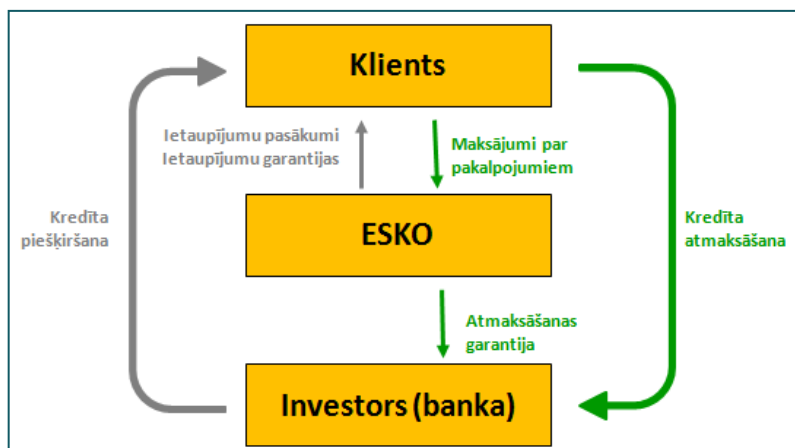 Klients
Ietaupījumu pasākumi
Ietaupījumu garantijas
Maksājumi par
pakalpojumiem
Kredīta
piešķiršana
ESKO
Kredīta
atmaksāšana
Atmaksāšanas
garantija
Investors (banka)